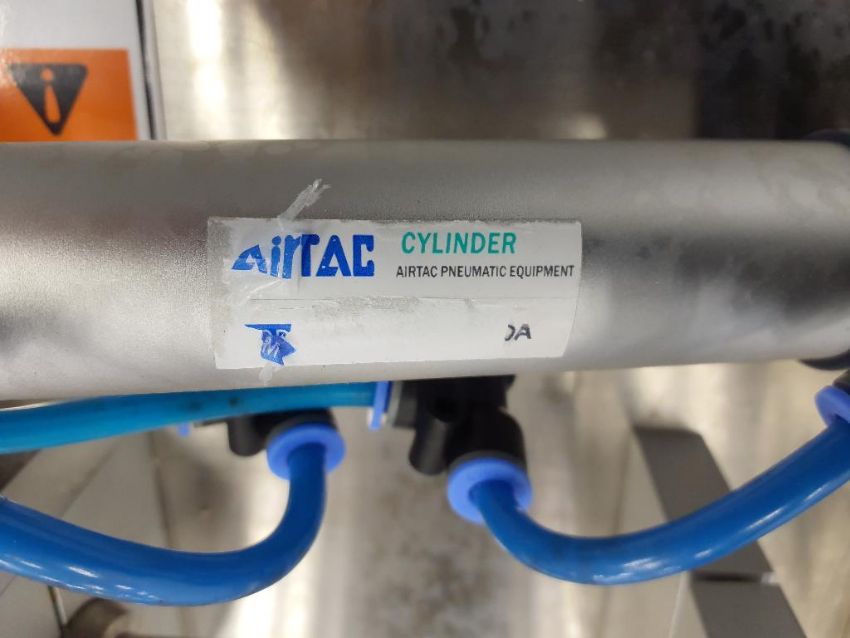 AirTAC CYLINDER
AIRTAC PNEUMATIC EQUIPMENT